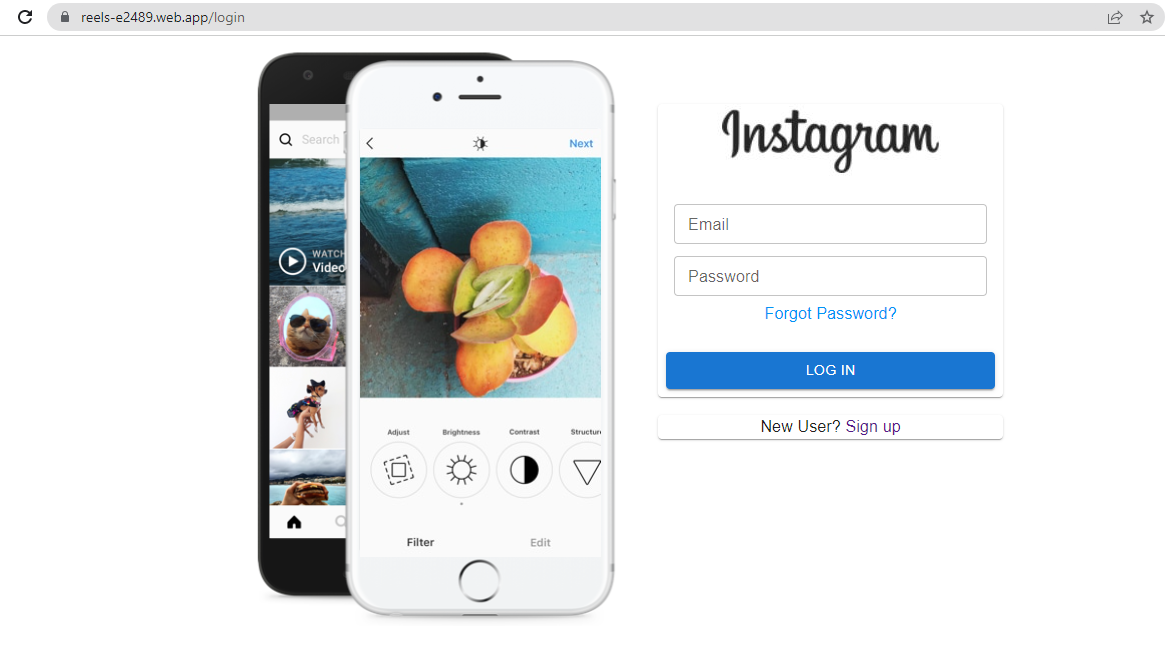 reels-e2489.web.app/login
Search
Next
WATCH
Video
Adjust
Brightness
Contrast
Structure
Filter
Edit
Instagram
Email
Password
Forgot Password?
LOG IN
New User? Sign up